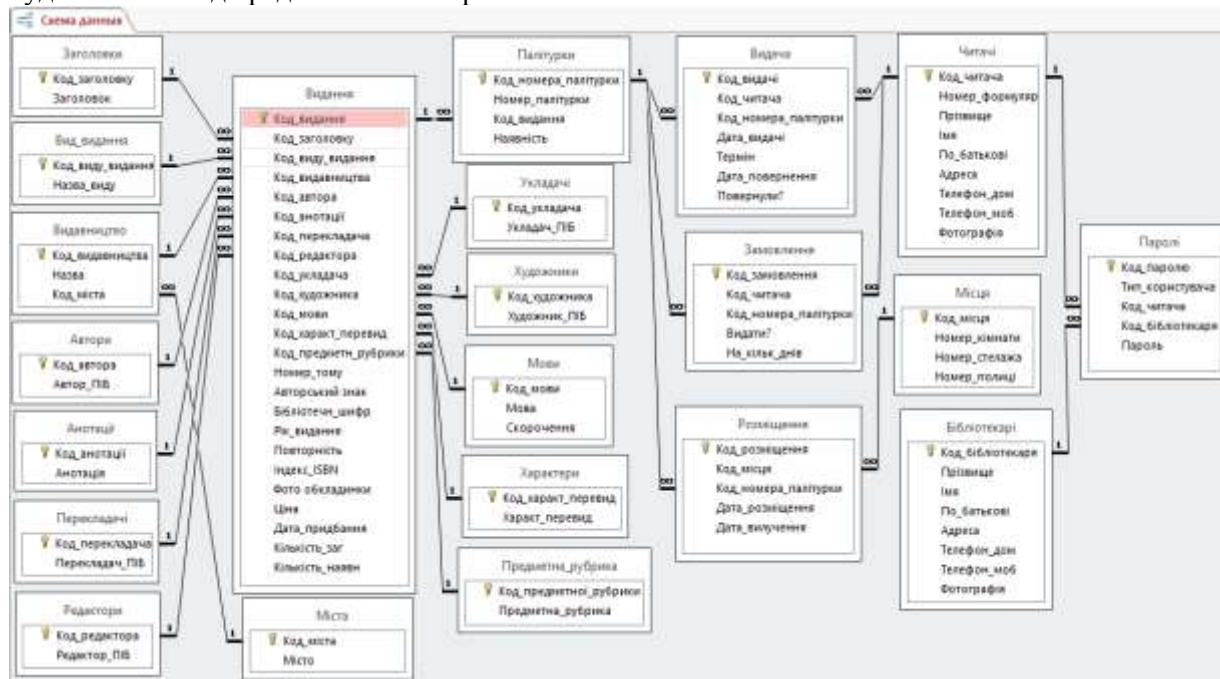 Схема данных
Заголовки
Код_заголовку
Заголовок
Вид_видання
Код_виду_видання
Назва_виду
Видавництво
Код_видавництва
Назва
Код_міста
Автори
Код_автора
Автор_ПІБ
Анотації
Код_анотації
Анотація
Перекладачі
Код_перекладача
Перекладач_ПІБ
Редактори
Код_редактора
Редактор_ПІБ
Видання
Код_видання
Код_заголовку
Код_виду_видання
Код_видавництва
Код_автора
Код_анотації
Код_перекладача
Код_редактора
Код_укладача
Код_художника
Код_мови
Код_характ_перевид
Код_предметн_рубрики
Номер_тому
Авторський знак
Бібліотечн_шифр
Рік_видання
Повторність
Індекс_ISBN
Фото обкладинки
Ціна
Дата_придбання
Кількість_заг
Кількість_наявн
Міста
Код_міста
Місто
Палітурки
Код_номера_палітурки
Номер_палітурки
Код_видання
Наявність
Укладачі
Код_укладача
Укладач_ПІБ
Художники
Код_художника
Художник_ПІБ
Мови
Код_мови
Мова
Скорочення
Характери
Код_характ_перевид
Характ_перевид
Предметна_рубрика
Код_предметної_рубрики
Предметна_рубрика
Видача
Код_видачі
Код_читача
Код_номера_палітурки
Дата_видачі
Термін
Дата_повернення
Повернули?
Замовлення
Код_замовлення
Код_читача
Код_номера_палітурки
Видати?
На_кільк_днів
Розміщення
Код_розміщення
Код_місця
Код_номера_палітурки
Дата_розміщення
Дата_вилучення
Читачі
Код_читача
Номер_формуляр
Прізвище
Імя
По_батькові
Адреса
Телефон_дом
Телефон_моб
Фотографія
Місця
Код_місця
Номер_кімнати
Номер_стелажа
Номер_полиці
Бібліотекарі
Код_бібліотекаря
Прізвище
Імя
По_батькові
Адреса
Телефон_дом
Телефон_моб
Фотографія
Паролі
Код_паролю
Тип_користувача
Код_читача
Код_бібліотекаря
Пароль